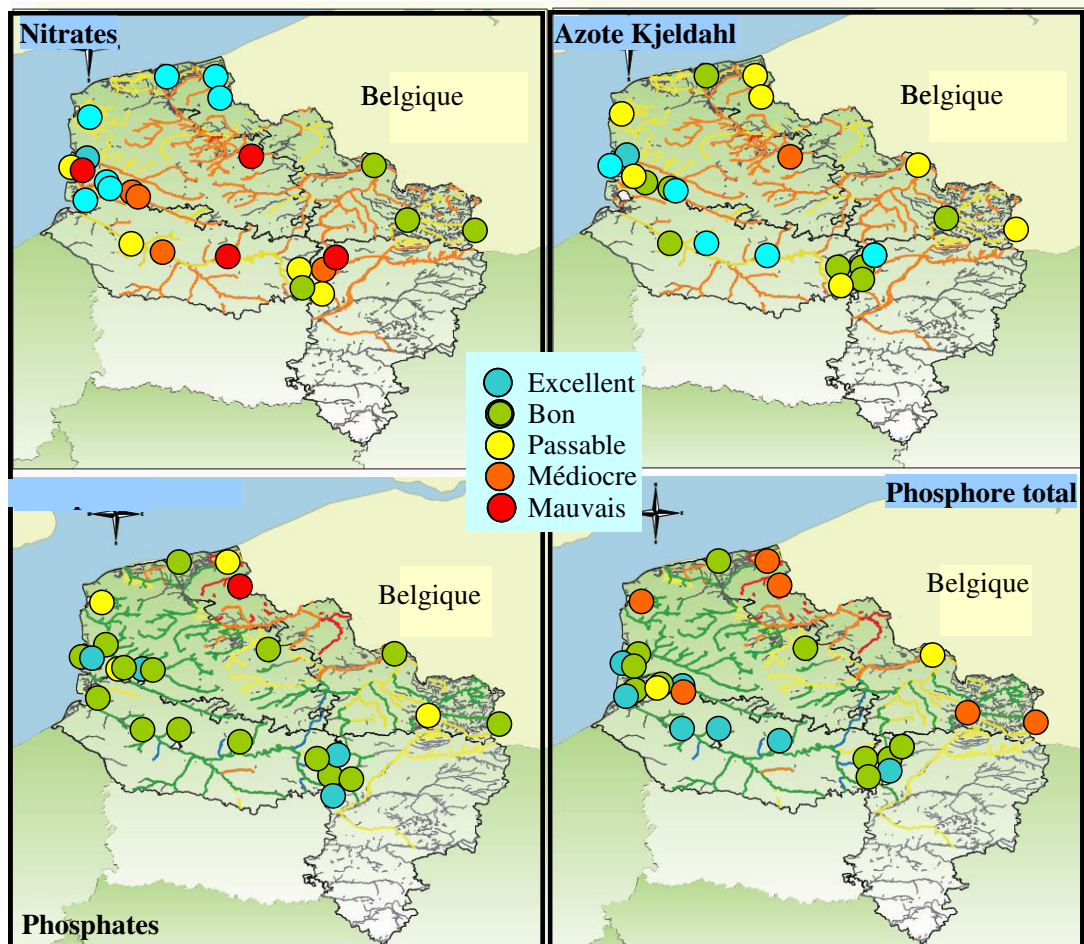 Nitrates
Belgique
Azote Kjeldahl
Belgique
Excellent
Bon
Passable
Médiocre
Mauvais
Belgique
Phosphates
Phosphore total
Belgique